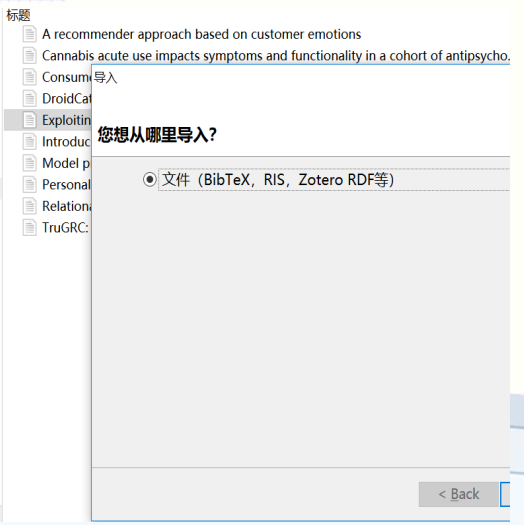 标题
A recommender approach based on customer emotions
Cannabis acute use impacts symptoms and functionality in a cohort of antipsycho.
Consum
导入
DroidCat
Exploitin
您想从哪里导入?
Introduc
Model p
文件 (BibTeX, RIS, Zotero RDF等)
Personal
Relation
TruGRC:
< Back